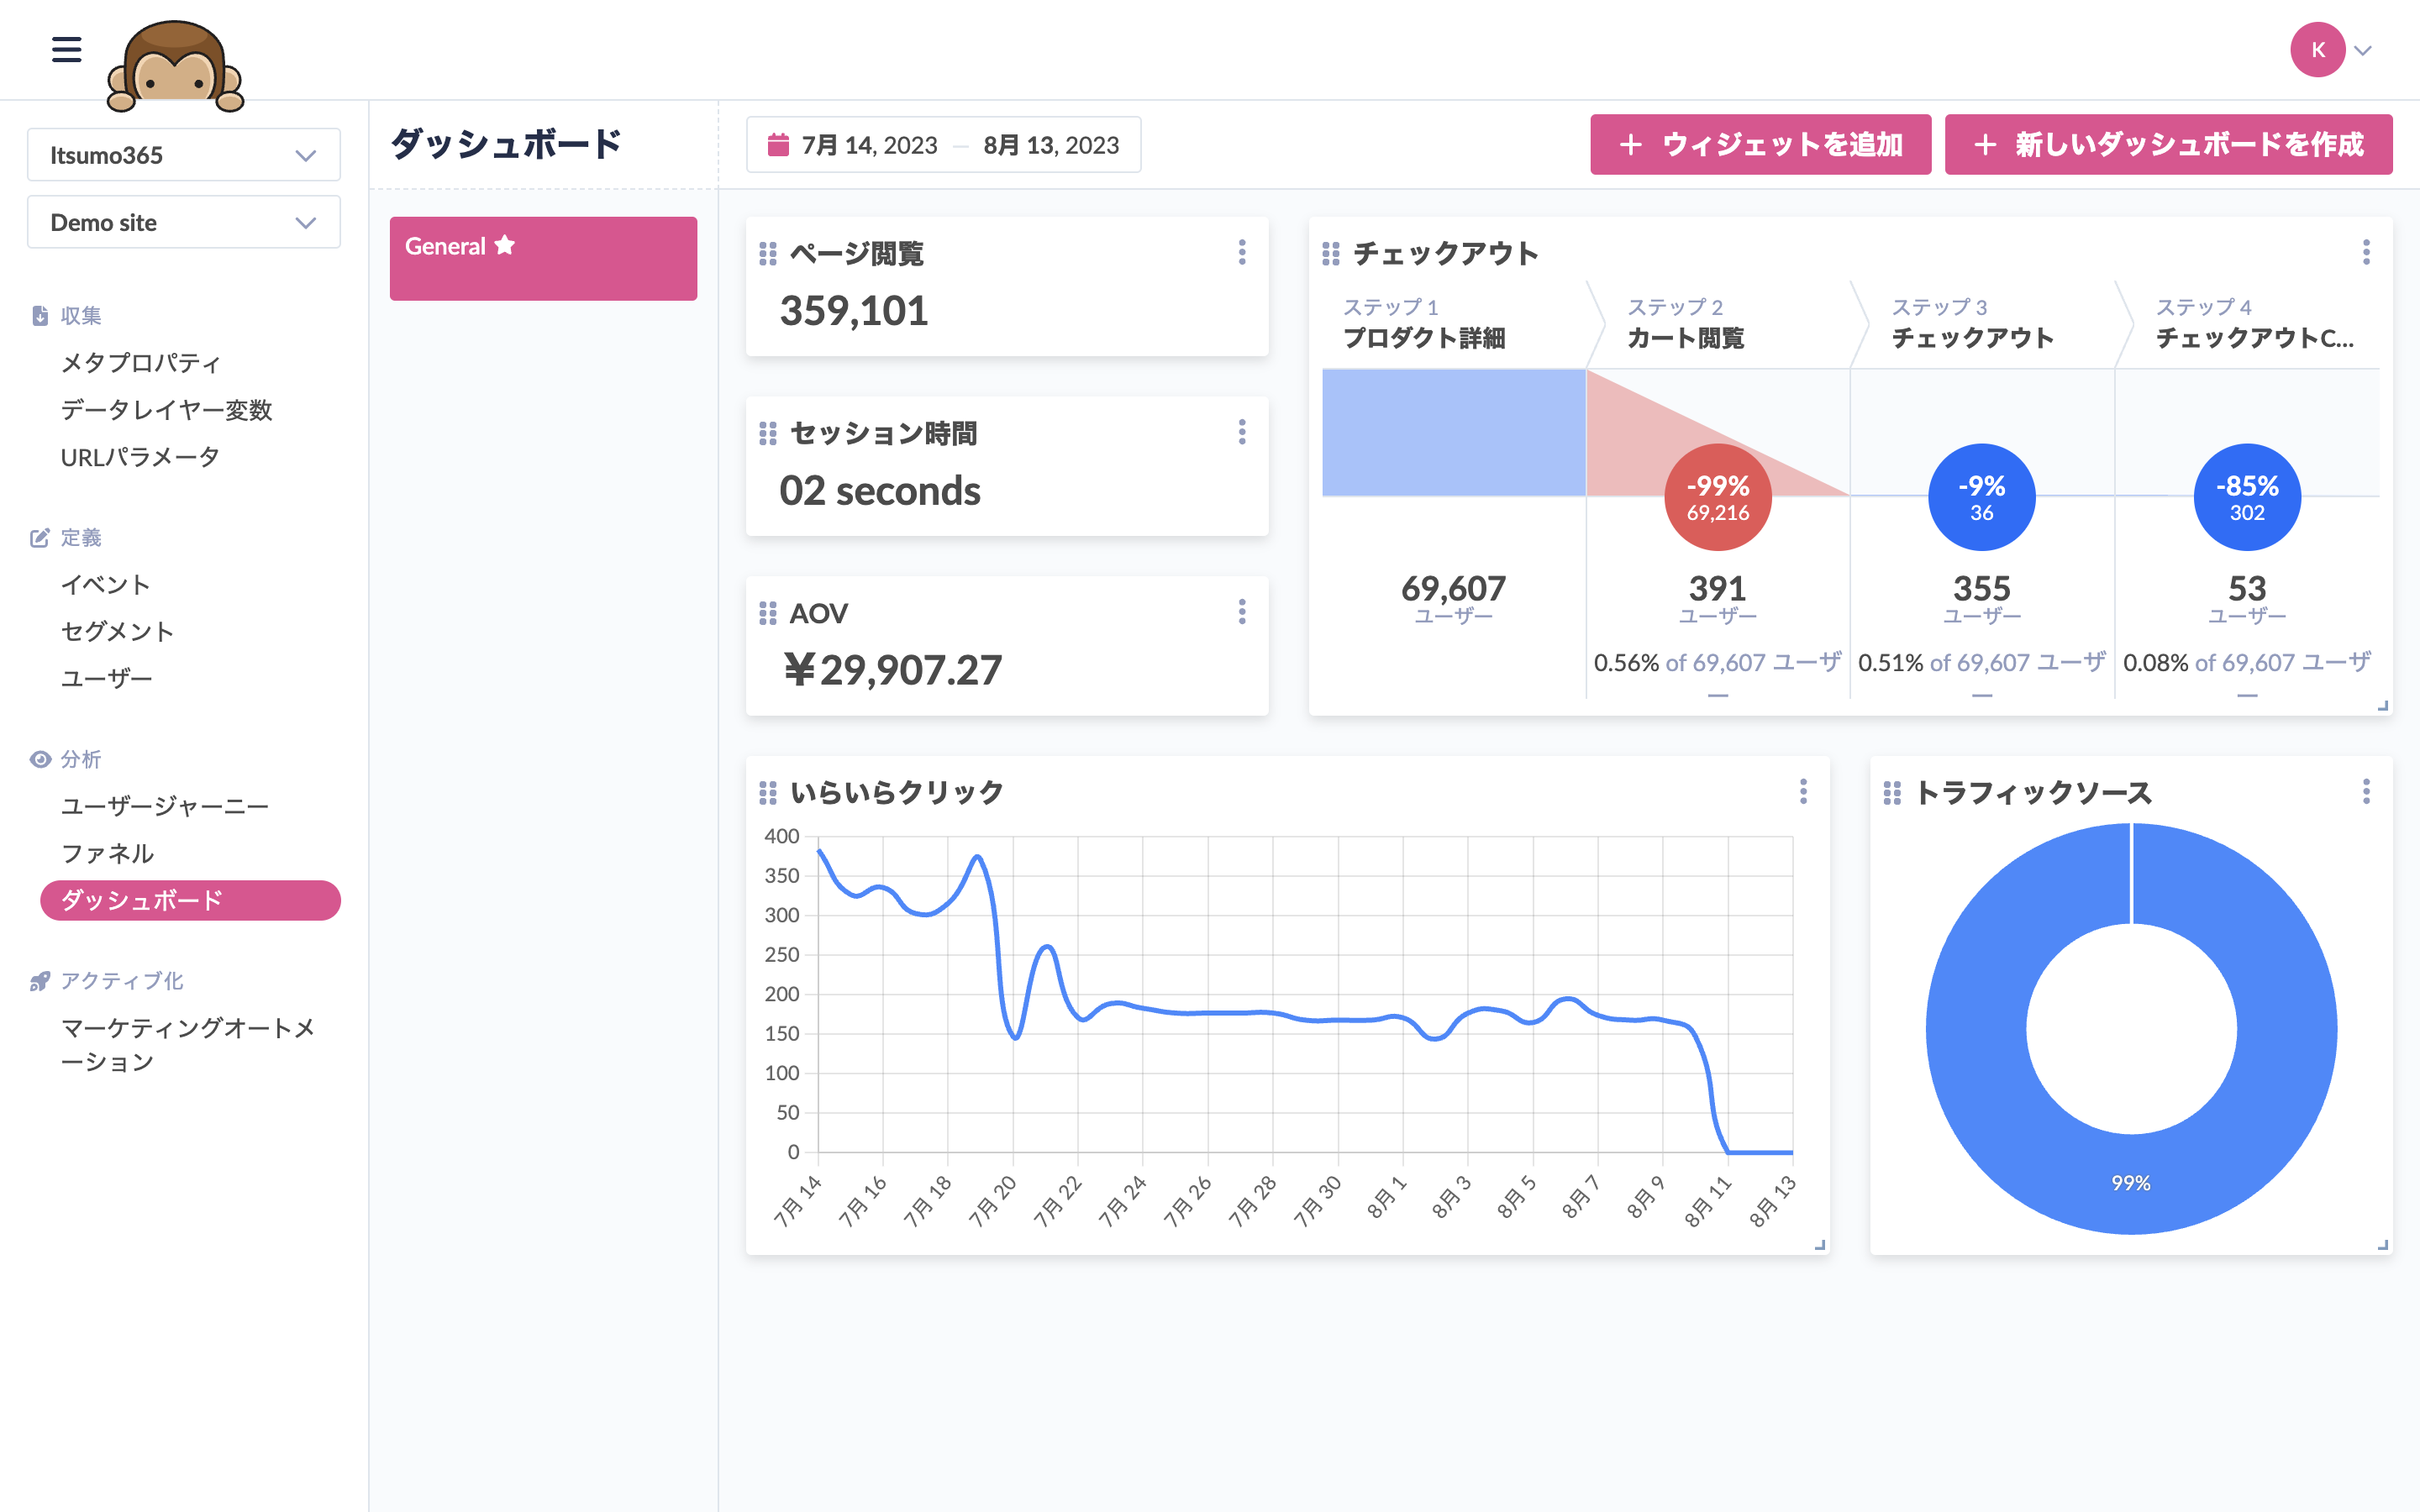 K
Itsumo365
Demo site
収集
メタプロパティ
データレイヤー変数
URLパラメータ
定義
イベント
セグメント
ユーザー
分析
ユーザージャーニー
ファネル
ダッシュボード
アクティブ化
マーケティングオートメ
ーション
ダッシュボード
General
7月 14, 2023 — 8月 13, 2023
+ ウィジェットを追加
+ 新しいダッシュボードを作成
ページ閲覧
359,101
セッション時間
02 seconds
AOV
¥29,907.27
チェックアウト
ステップ 1
プロダクト詳細
ステップ 2
カート閲覧
ステップ 3
チェックアウト
ステップ 4
チェックアウトC...
-99%
69,216
-9%
36
-85%
302
69,607
ユーザー
391
ユーザー
0.56% of 69,607 ユーザ
ー
355
ユーザー
0.51% of 69,607 ユーザ
ー
53
ユーザー
0.08% of 69,607 ユーザ
ー
いらいらクリック
400
350
300
250
200
150
100
50
0
7月 14
7月 16
7月 18
7月 20
7月 22
7月 24
7月 26
7月 28
7月 30
8月 1
8月 3
8月 5
8月 7
8月 9
8月 11
8月 13
トラフィックソース
99%